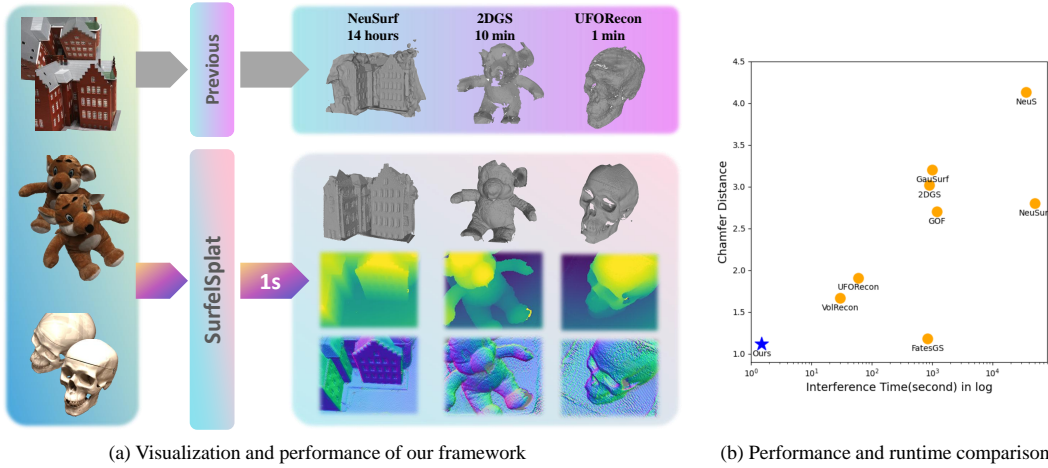 NeuSurf
14 hours
2DGS
10 min
UFORecon
1 min
Previous
SurfelSplat
1s
(a) Visualization and performance of our framework
4.5
4.0
3.5
3.0
2.5
2.0
1.5
1.0
Chamfer Distance
NeuS
GauSurf
2DGS
GOF
NeuSur
UFORecon
VolRecon
FatesGS
Ours
10⁰
10¹
10²
10³
10⁴
Interference Time(second) in log
(b) Performance and runtime comparison